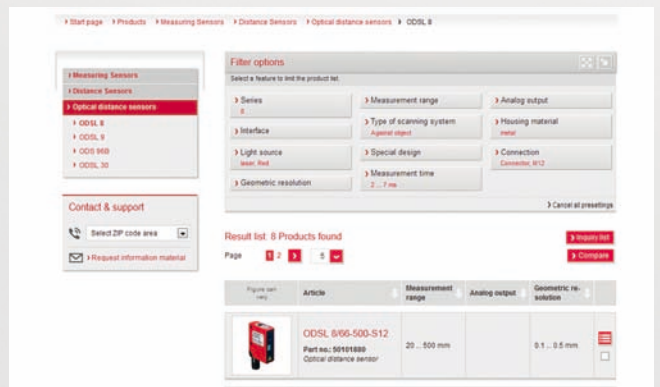 Start page Products Measuring Sensors Distance Sensors Optical distance sensors ODSL 8
Measuring Sensors
Distance Sensors
Optical distance sensors
ODSL 8
ODSL 9
ODS 96B
ODSL 30
Contact & support
Select ZIP code area
Request information material
Filter options
Select a feature to limit the product list.
Series
8
Measurement range
Analog output
Interface
Type of scanning system
Against object
Housing material
metal
Light source
laser, Red
Special design
Connection
Connector, M12
Geometric resolution
Measurement time
2 ... 7 ms
Cancel all presettings
Result list: 8 Products found
Inquiry list
Page 1 2 5
Compare
Figure can vary
Article
Measurement range
Analog output
Geometric re-
solution
ODSL 8/66-500-S12
Part no.: 50101880
Optical distance sensor
20 ... 500 mm
0.1 ... 0.5 mm